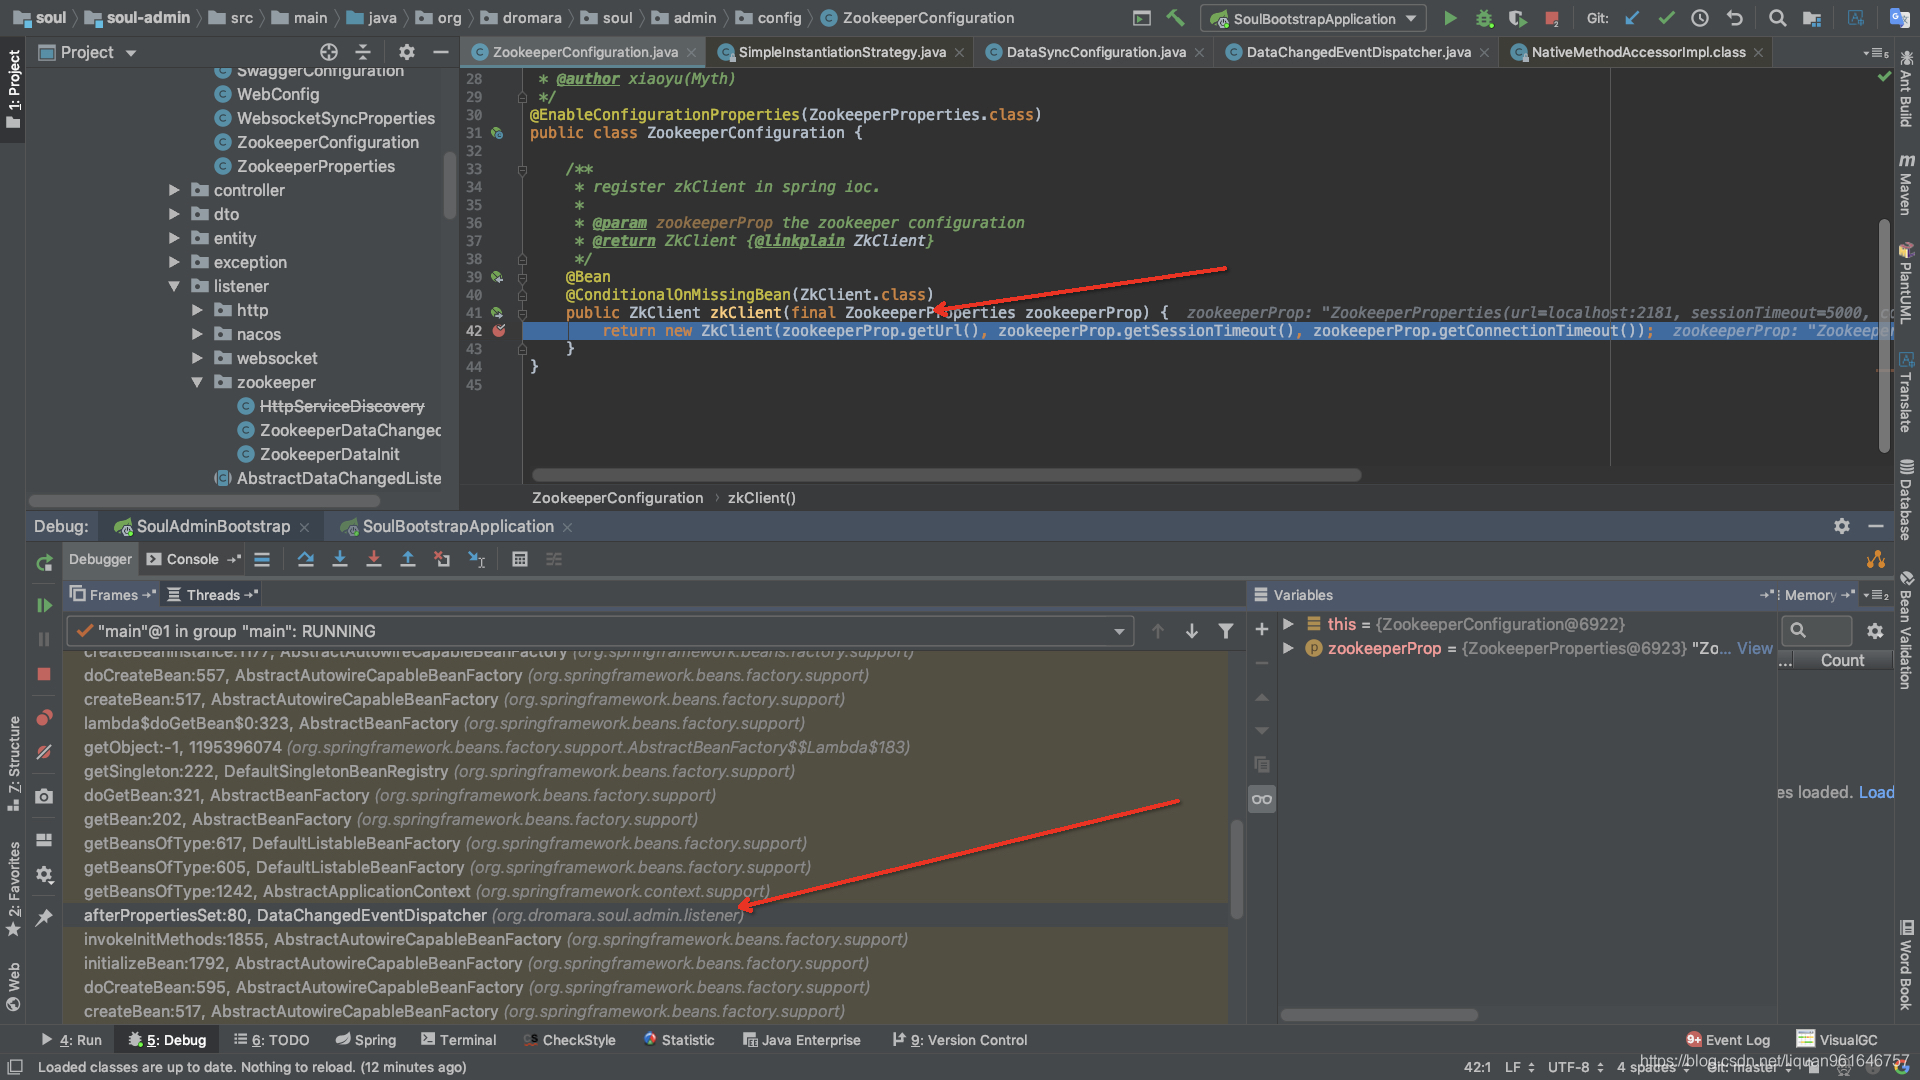 soul soul-admin src main java org dromara soul admin config ZookeeperConfiguration SoulBootstrapApplication Git:
Project ZookeeperConfiguration.java SimpleInstantiationStrategy.java DataSyncConfiguration.java DataChangedEventDispatcher.java NativeMethodAccessorImpl.class
1: Project
SwaggerConfiguration
WebConfig
WebsocketSyncProperties
ZookeeperConfiguration
ZookeeperProperties
controller
dto
entity
exception
listener
http
nacos
websocket
zookeeper
HttpServiceDiscovery
ZookeeperDataChanged
ZookeeperDataInit
AbstractDataChangedListe
28 * @author xiaoyu(Myth)
29 */
30 @EnableConfigurationProperties(ZookeeperProperties.class)
31 public class ZookeeperConfiguration {
32
33 /**
34 * register zkClient in spring ioc.
35 *
36 * @param zookeeperProp the zookeeper configuration
37 * @return ZkClient {@linkplain ZkClient}
38 */
39 @Bean
40 @ConditionalOnMissingBean(ZkClient.class)
41 public ZkClient zkClient(final ZookeeperProperties zookeeperProp) { zookeeperProp: "ZookeeperProperties(url=localhost:2181, sessionTimeout=5000, co
42 return new ZkClient(zookeeperProp.getUrl(), zookeeperProp.getSessionTimeout(), zookeeperProp.getConnectionTimeout()); zookeeperProp: "Zookeeper
43 }
44 }
45
ZookeeperConfiguration zkClient()
Ant Build
Maven
PlantUML
Translate
Database
Bean Validation
Word Book
Debug: SoulAdminBootstrap SoulBootstrapApplication
Debugger Console
Frames Threads Variables Memory
"main"@1 in group "main": RUNNING
createBeanInstance:1177, AbstractAutowireCapableBeanFactory (org.springframework.beans.factory.support)
doCreateBean:557, AbstractAutowireCapableBeanFactory (org.springframework.beans.factory.support)
createBean:517, AbstractAutowireCapableBeanFactory (org.springframework.beans.factory.support)
lambda$doGetBean$0:323, AbstractBeanFactory (org.springframework.beans.factory.support)
getObject:-1, 1195396074 (org.springframework.beans.factory.support.AbstractBeanFactory$$Lambda$183)
getSingleton:222, DefaultSingletonBeanRegistry (org.springframework.beans.factory.support)
doGetBean:321, AbstractBeanFactory (org.springframework.beans.factory.support)
getBean:202, AbstractBeanFactory (org.springframework.beans.factory.support)
getBeansOfType:617, DefaultListableBeanFactory (org.springframework.beans.factory.support)
getBeansOfType:605, DefaultListableBeanFactory (org.springframework.beans.factory.support)
getBeansOfType:1242, AbstractApplicationContext (org.springframework.context.support)
afterPropertiesSet:80, DataChangedEventDispatcher (org.dromara.soul.admin.listener)
invokeInitMethods:1855, AbstractAutowireCapableBeanFactory (org.springframework.beans.factory.support)
initializeBean:1792, AbstractAutowireCapableBeanFactory (org.springframework.beans.factory.support)
doCreateBean:595, AbstractAutowireCapableBeanFactory (org.springframework.beans.factory.support)
createBean:517, AbstractAutowireCapableBeanFactory (org.springframework.beans.factory.support)
this = {ZookeeperConfiguration@6922}
zookeeperProp = {ZookeeperProperties@6923} "Zo... View
... Count
es loaded. Load
7: Structure
2: Favorites
Web
4: Run 5: Debug 6: TODO Spring Terminal CheckStyle Statistic Java Enterprise 9: Version Control 9+ Event Log VisualGC
Loaded classes are up to date. Nothing to reload. (12 minutes ago) 42:1 LF UTF-8 4 spaces Git: master
https://blog.csdn.net/liquan961646757